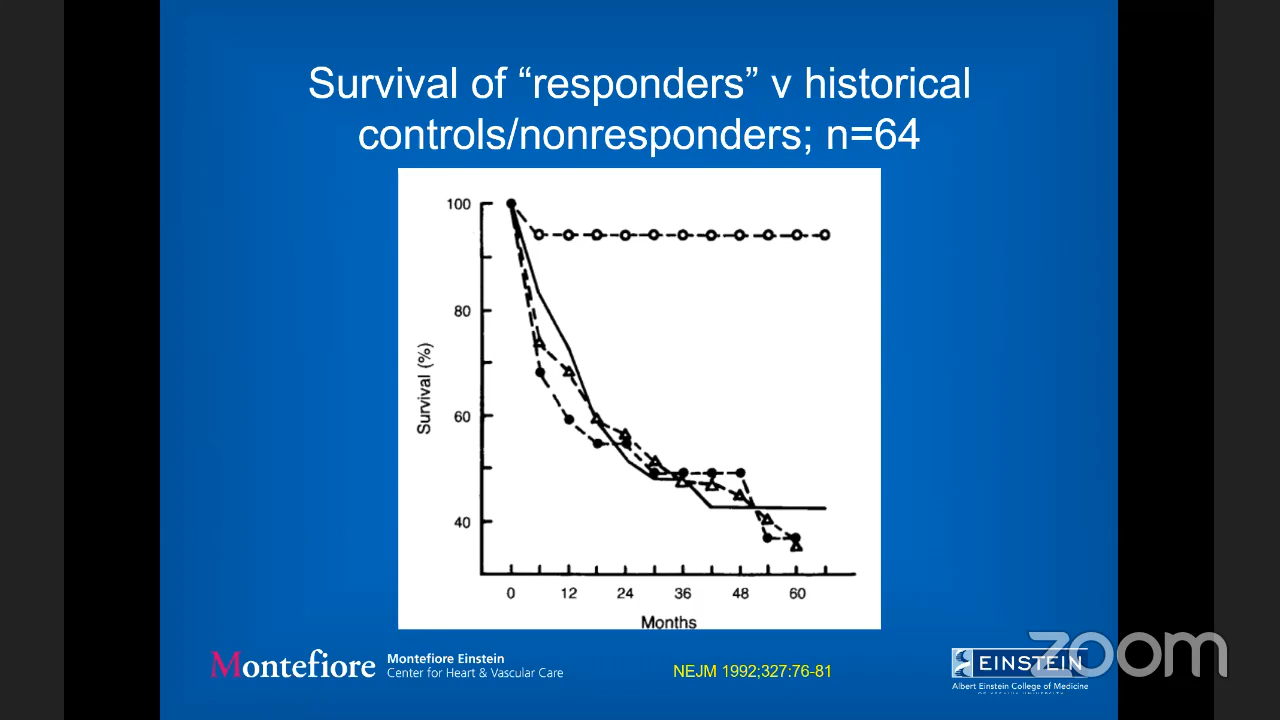 Survival of “responders” v historical
controls/nonresponders; n=64
100
80
60
40
Survival (%)
0 12 24 36 48 60
Months
Montefiore
Montefiore Einstein
Center for Heart & Vascular Care
NEJM 1992;327:76-81
EINSTEIN
Albert Einstein College of Medicine
zoom